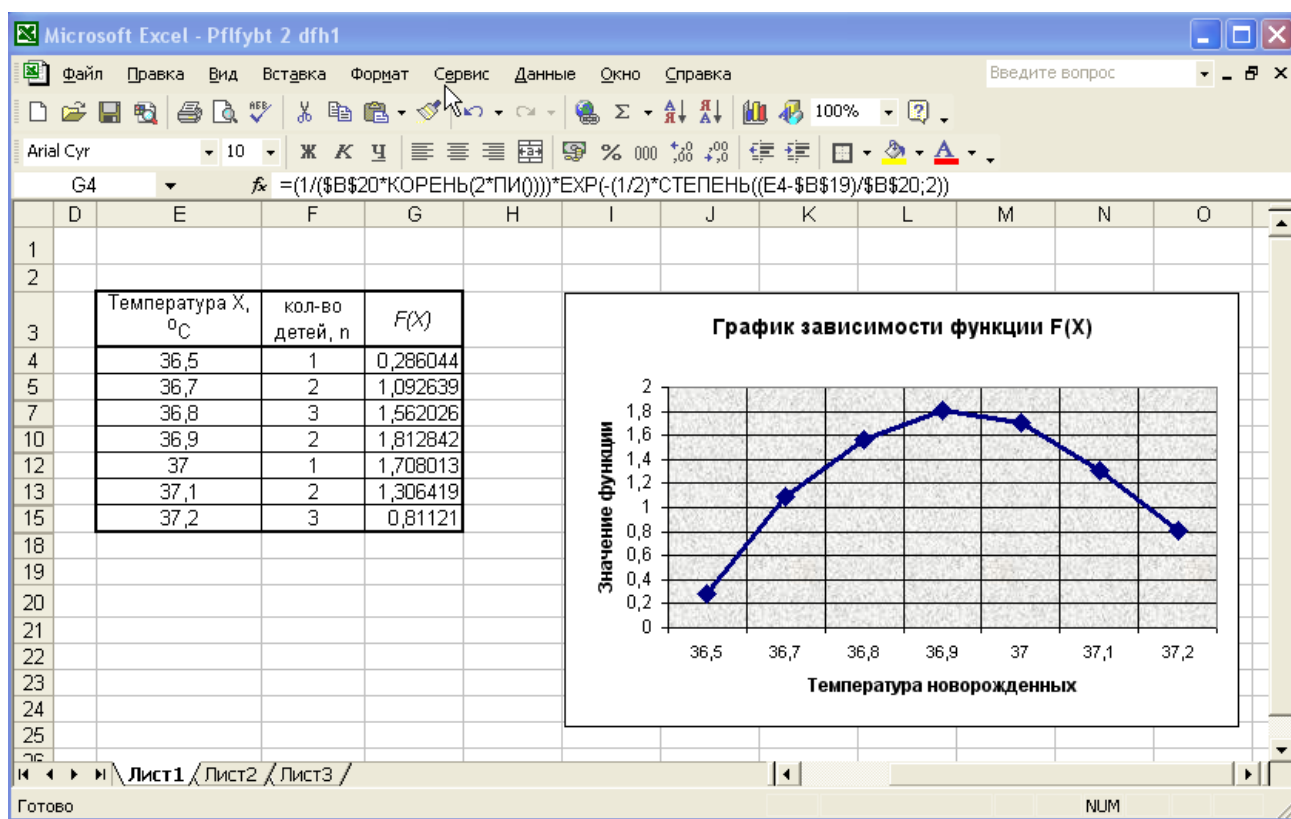 Microsoft Excel - Pflfybt 2 dfh1
Файл Правка Вид Вставка Формат Сервис Данные Окно Справка Введите вопрос
100%
Arial Cyr 10 Ж К Ч % 000
G4 fx =(1/($B$20*КОРЕНЬ(2*ПИ())))*EXP(-(1/2)*СТЕПЕНЬ((E4-$B$19)/$B$20;2))
D E F G H I J K L M N O
1
2
3 Температура X, ⁰C кол-во детей, n F(X)
4 36,5 1 0,286044
5 36,7 2 1,092639
7 36,8 3 1,562026
10 36,9 2 1,812842
12 37 1 1,708013
13 37,1 2 1,306419
15 37,2 3 0,81121
18
19
20
21
22
23
24
25
26
График зависимости функции F(X)
Значение функции
2
1,8
1,6
1,4
1,2
1
0,8
0,6
0,4
0,2
0
36,5 36,7 36,8 36,9 37 37,1 37,2
Температура новорожденных
Лист1 Лист2 Лист3
Готово NUM